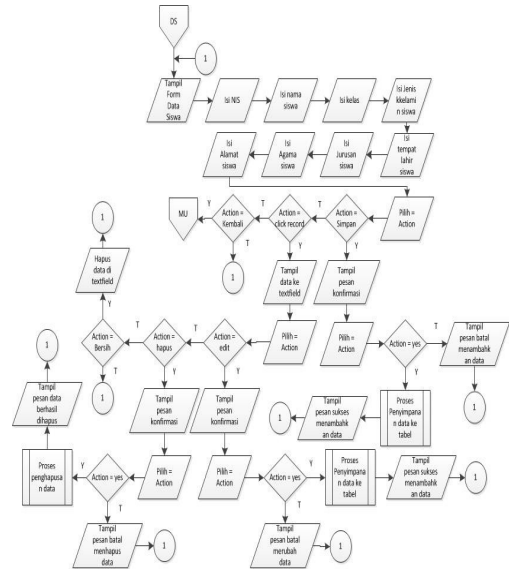 DS
1
Tampil
Form
Data
Siswa
Isi NIS
Isi nama
siswa
Isi kelas
Isi Jenis
kkelami
n siswa
Isi
tempat
lahir
siswa
Isi
Jurusan
siswa
Isi
Agama
siswa
Isi
Alamat
siswa
Pilih =
Action
Action =
Simpan
T
Y
Action =
click record
T
Y
Action =
Kembali
Y
T
MU
1
Tampil
data ke
textfield
Tampil
pesan
konfirmasi
1
Hapus
data di
textfield
Y
Action =
Bersih
T
T
1
Action =
hapus
T
Y
Action =
edit
Y
Pilih =
Action
Pilih =
Action
Action = yes
T
Y
Tampil
pesan batal
menambahk
an data
1
Proses
Penyimpana
n data ke
tabel
Tampil
pesan sukses
menambahk
an data
1
1
Tampil
pesan data
berhasil
dihapus
Tampil
pesan
konfirmasi
Tampil
pesan
konfirmasi
Proses
penghapusa
n data
Y
Action = yes
T
Pilih =
Action
Pilih =
Action
Action = yes
Y
T
Proses
Penyimpana
n data ke
tabel
Tampil
pesan sukses
menambahk
an data
1
Tampil
pesan batal
menhapus
data
1
Tampil
pesan batal
merubah
data
1